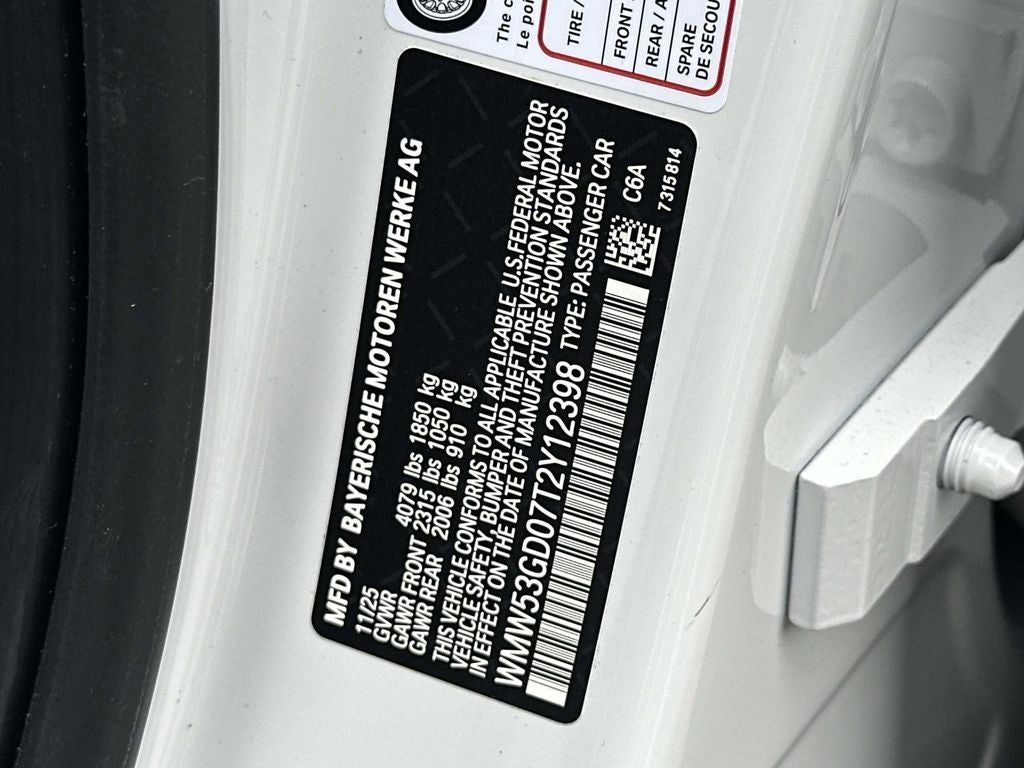 The
Le
TIRE /
FRONT
REAR / A
SPARE
DE SECOU
MFD BY BAYERISCHE MOTOREN WERKE AG
11/25
GVWR 4079 lbs 1850 kg
GAWR FRONT 2315 lbs 1050 kg
GAWR REAR 2006 lbs 910 kg
THIS VEHICLE CONFORMS TO ALL APPLICABLE U.S. FEDERAL MOTOR
VEHICLE SAFETY, BUMPER AND THEFT PREVENTION STANDARDS
IN EFFECT ON THE DATE OF MANUFACTURE SHOWN ABOVE.
WMW53GD07T2Y12398 TYPE: PASSENGER CAR
C6A
7 315 814